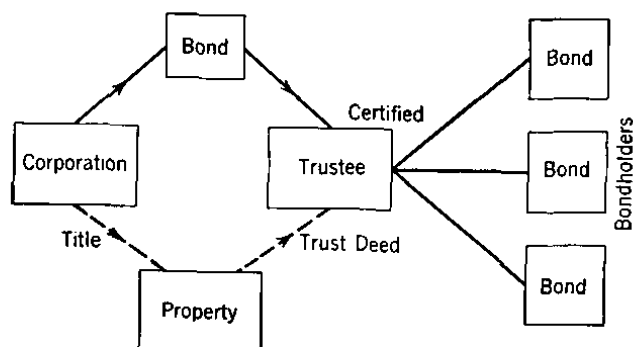 Bond
Bond
Certified
Corporation
Trustee
Bond
Bondholders
Title
Trust Deed
Bond
Property